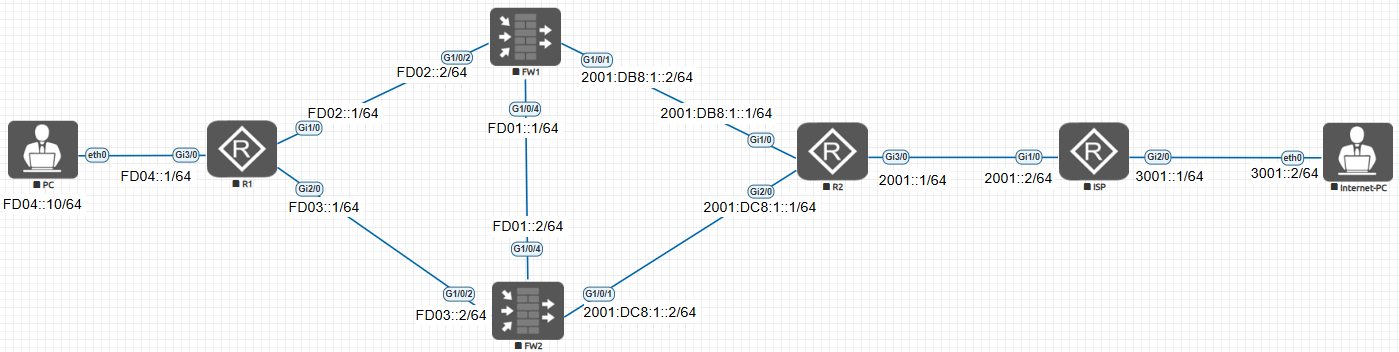 G1/0/2
FW1
G1/0/1
FD02::2/64
2001:DB8:1::2/64
G1/0/4
FD02::1/64
2001:DB8:1::1/64
Gi1/0
FD01::1/64
Gi1/0
eth0
Gi3/0
R1
FD04::1/64
PC
FD04::10/64
Gi2/0
FD03::1/64
R2
Gi3/0
2001::1/64
Gi1/0
2001::2/64
ISP
Gi2/0
3001::1/64
eth0
3001::2/64
Internet-PC
Gi2/0
2001:DC8:1::1/64
FD01::2/64
G1/0/4
G1/0/2
FD03::2/64
G1/0/1
2001:DC8:1::2/64
FW2